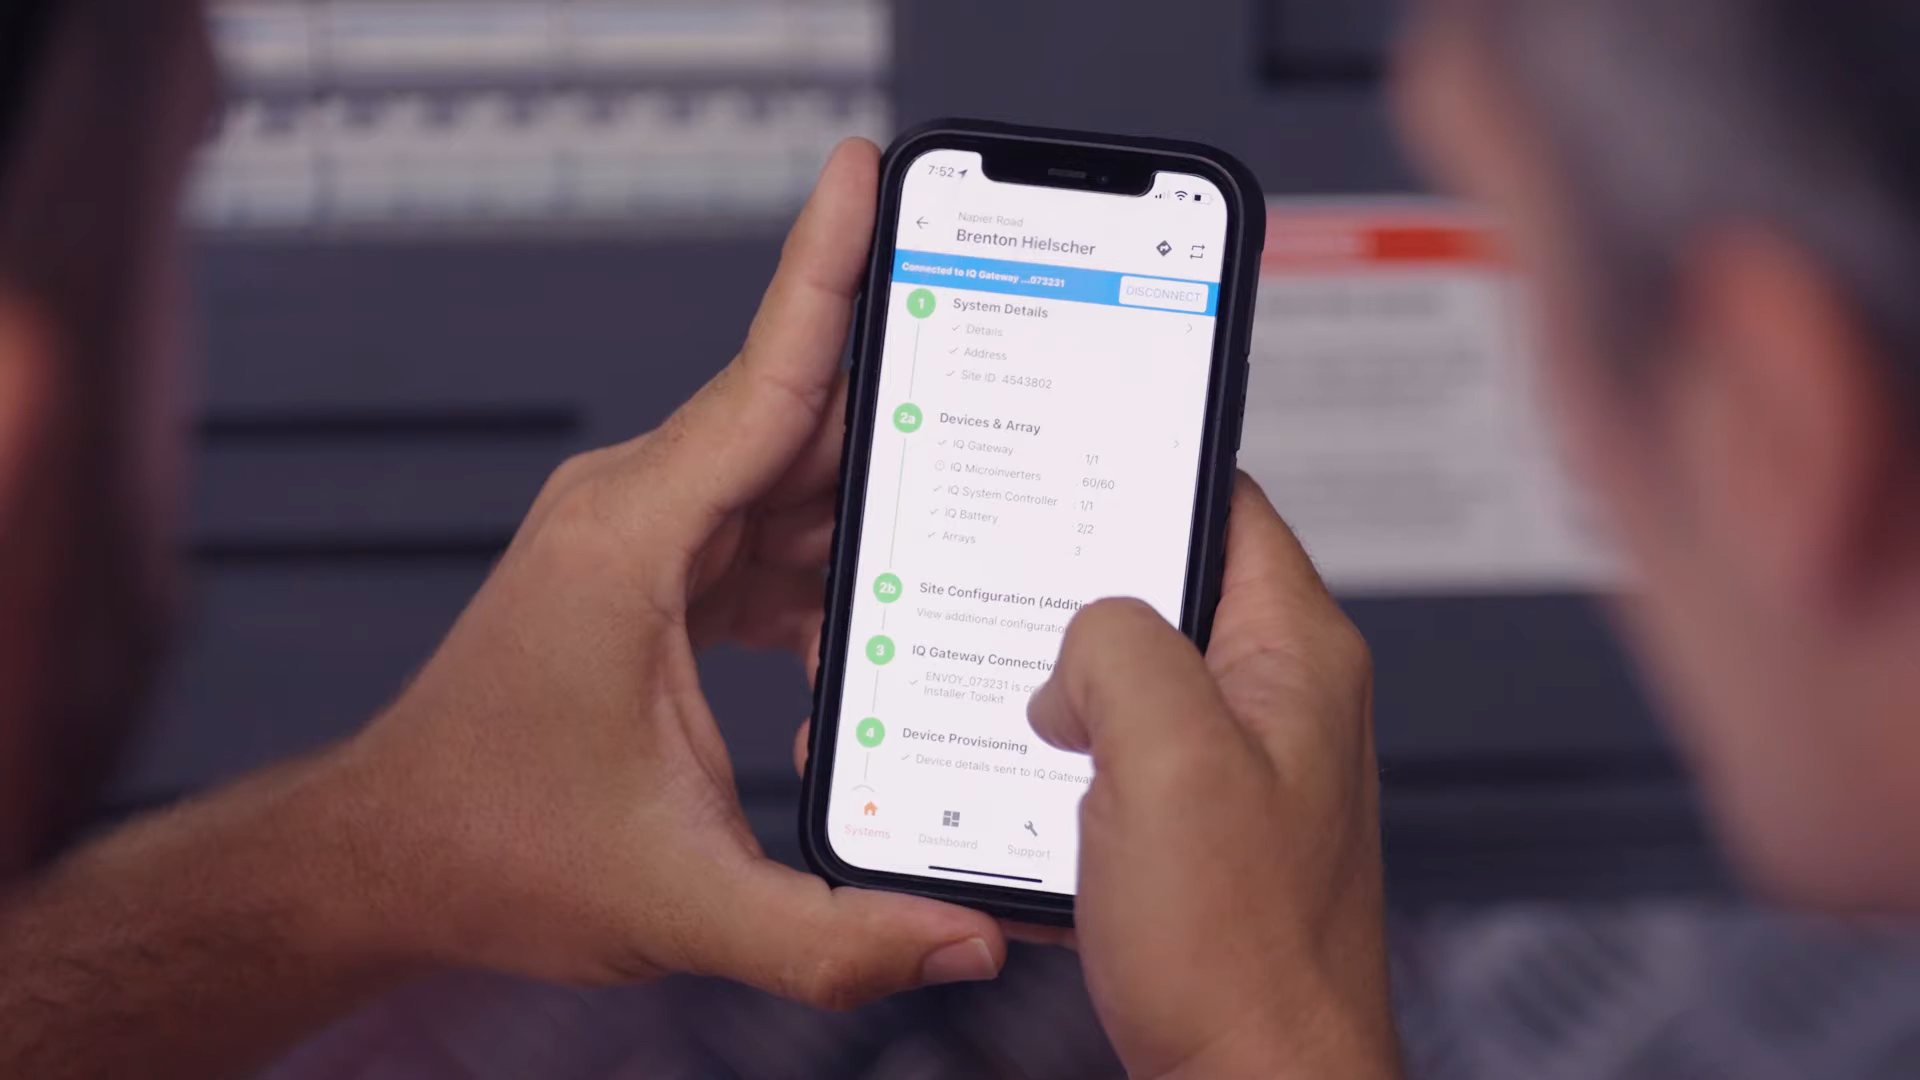 7:52
Napier Road
Brenton Hielscher
Connected to IQ Gateway ...073231
DISCONNECT
1
System Details
Details
Address
Site ID: 4543802
2a
Devices & Array
IQ Gateway : 1/1
IQ Microinverters : 60/60
IQ System Controller : 1/1
IQ Battery : 2/2
Arrays : 3
2b
Site Configuration (Additi
View additional configuratio
3
IQ Gateway Connectivi
ENVOY_073231 is co
Installer Toolkit
4
Device Provisioning
Device details sent to IQ Gateway
Systems
Dashboard
Support